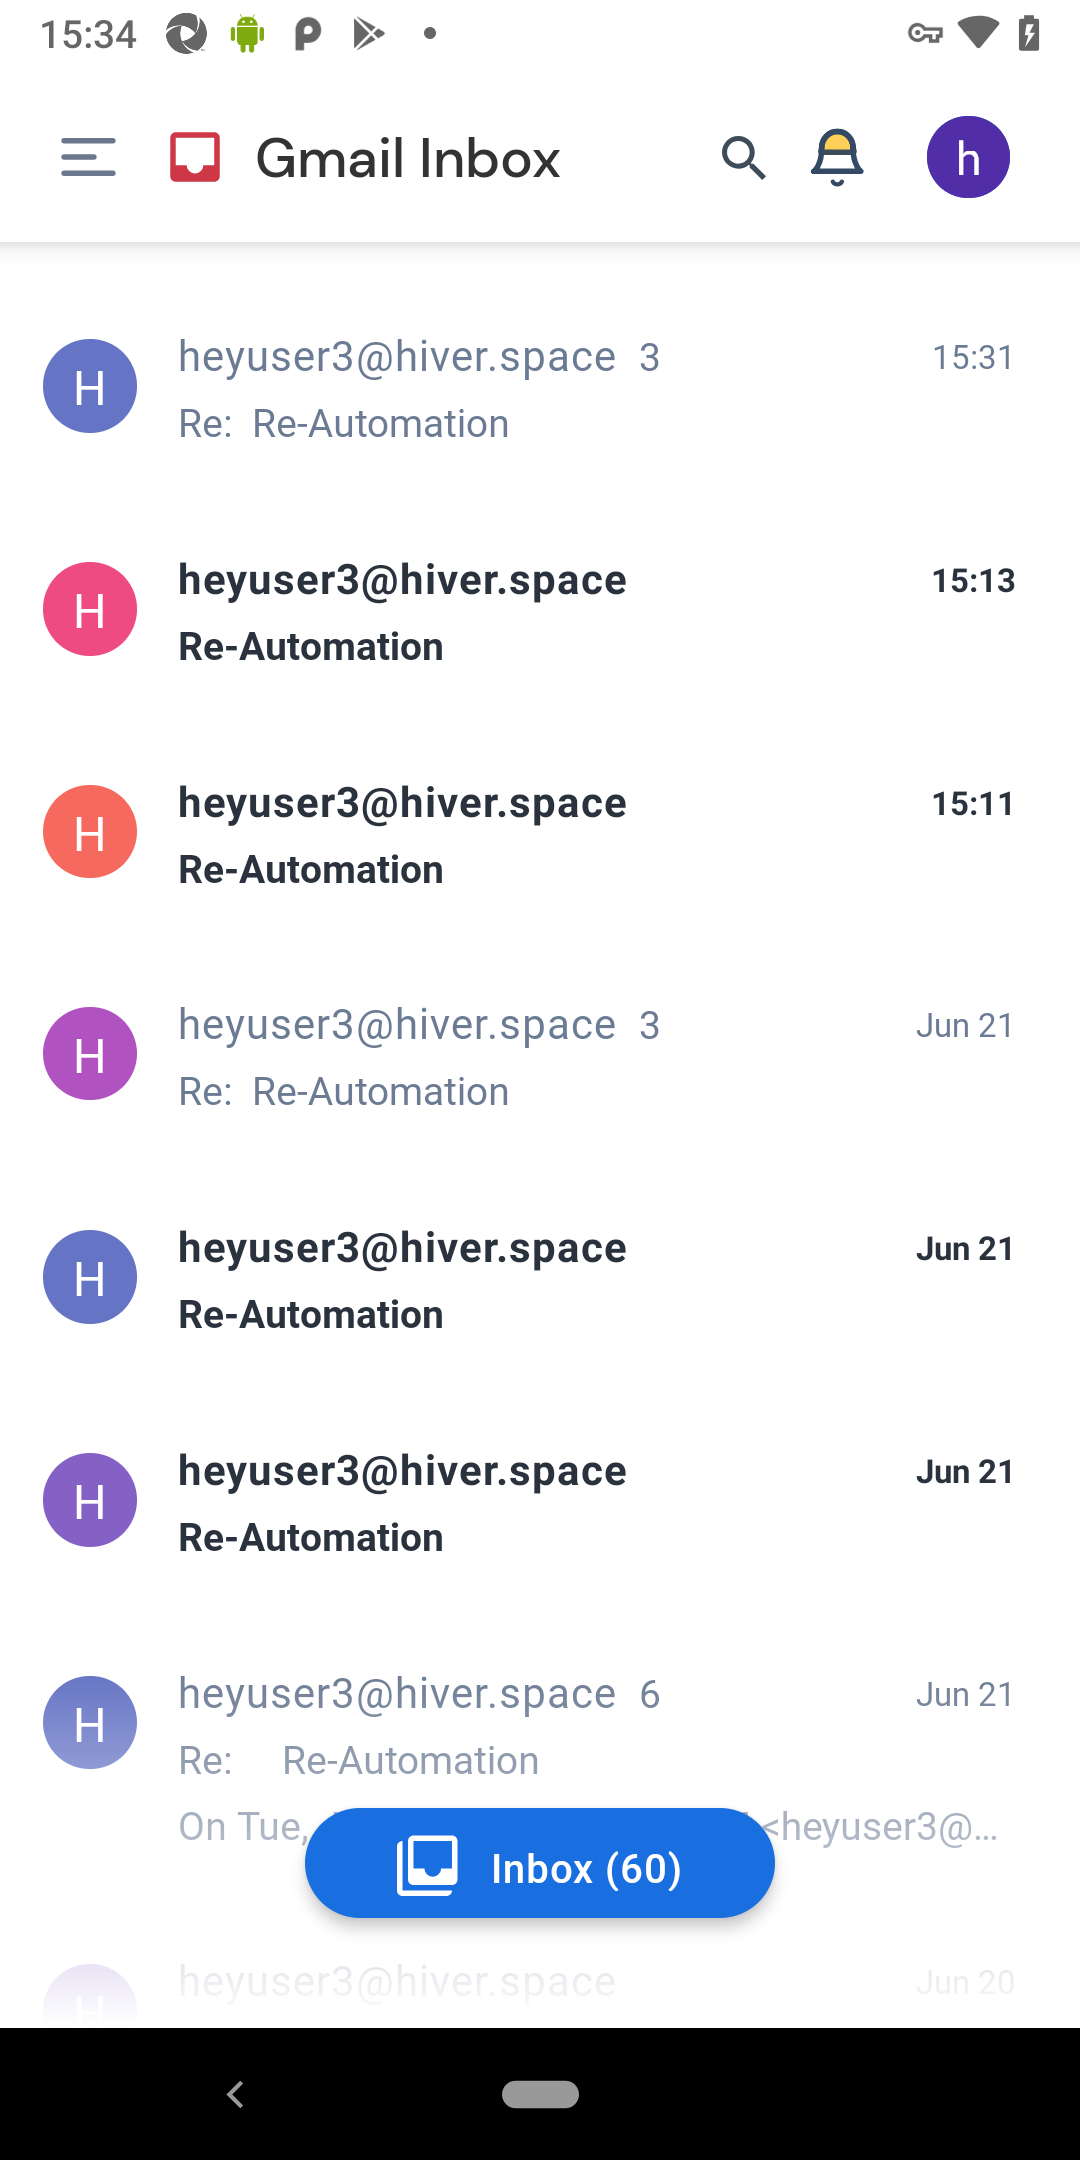 15:34
Gmail Inbox
h
H
heyuser3@hiver.space 3
15:31
Re: Re-Automation
H
heyuser3@hiver.space
15:13
Re-Automation
H
heyuser3@hiver.space
15:11
Re-Automation
H
heyuser3@hiver.space 3
Jun 21
Re: Re-Automation
H
heyuser3@hiver.space
Jun 21
Re-Automation
H
heyuser3@hiver.space
Jun 21
Re-Automation
H
heyuser3@hiver.space 6
Jun 21
Re: Re-Automation
On Tue, <heyuser3@...
Inbox (60)
H
heyuser3@hiver.space
Jun 20